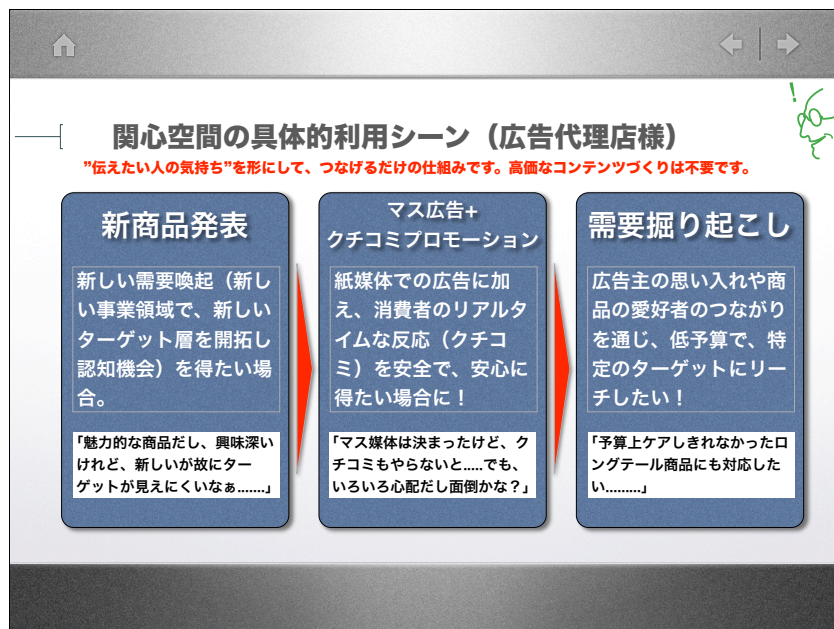 関心空間の具体的利用シーン（広告代理店様）
”伝えたい人の気持ち”を形にして、つなげるだけの仕組みです。高価なコンテンツづくりは不要です。
新商品発表
新しい需要喚起（新し
い事業領域で、新しい
ターゲット層を開拓し
認知機会）を得たい場
合。
「魅力的な商品だし、興味深い
けれど、新しいが故にター
ゲットが見えにくいなぁ.......」
マス広告+
クチコミプロモーション
紙媒体での広告に加
え、消費者のリアルタ
イムな反応（クチコ
ミ）を安全で、安心に
得たい場合に！
「マス媒体は決まったけど、ク
チコミもやらないと.....でも、
いろいろ心配だし面倒かな？」
需要掘り起こし
広告主の思い入れや商
品の愛好者のつながり
を通じ、低予算で、特
定のターゲットにリー
チしたい！
「予算上ケアしきれなかったロ
ングテール商品にも対応した
い.........」